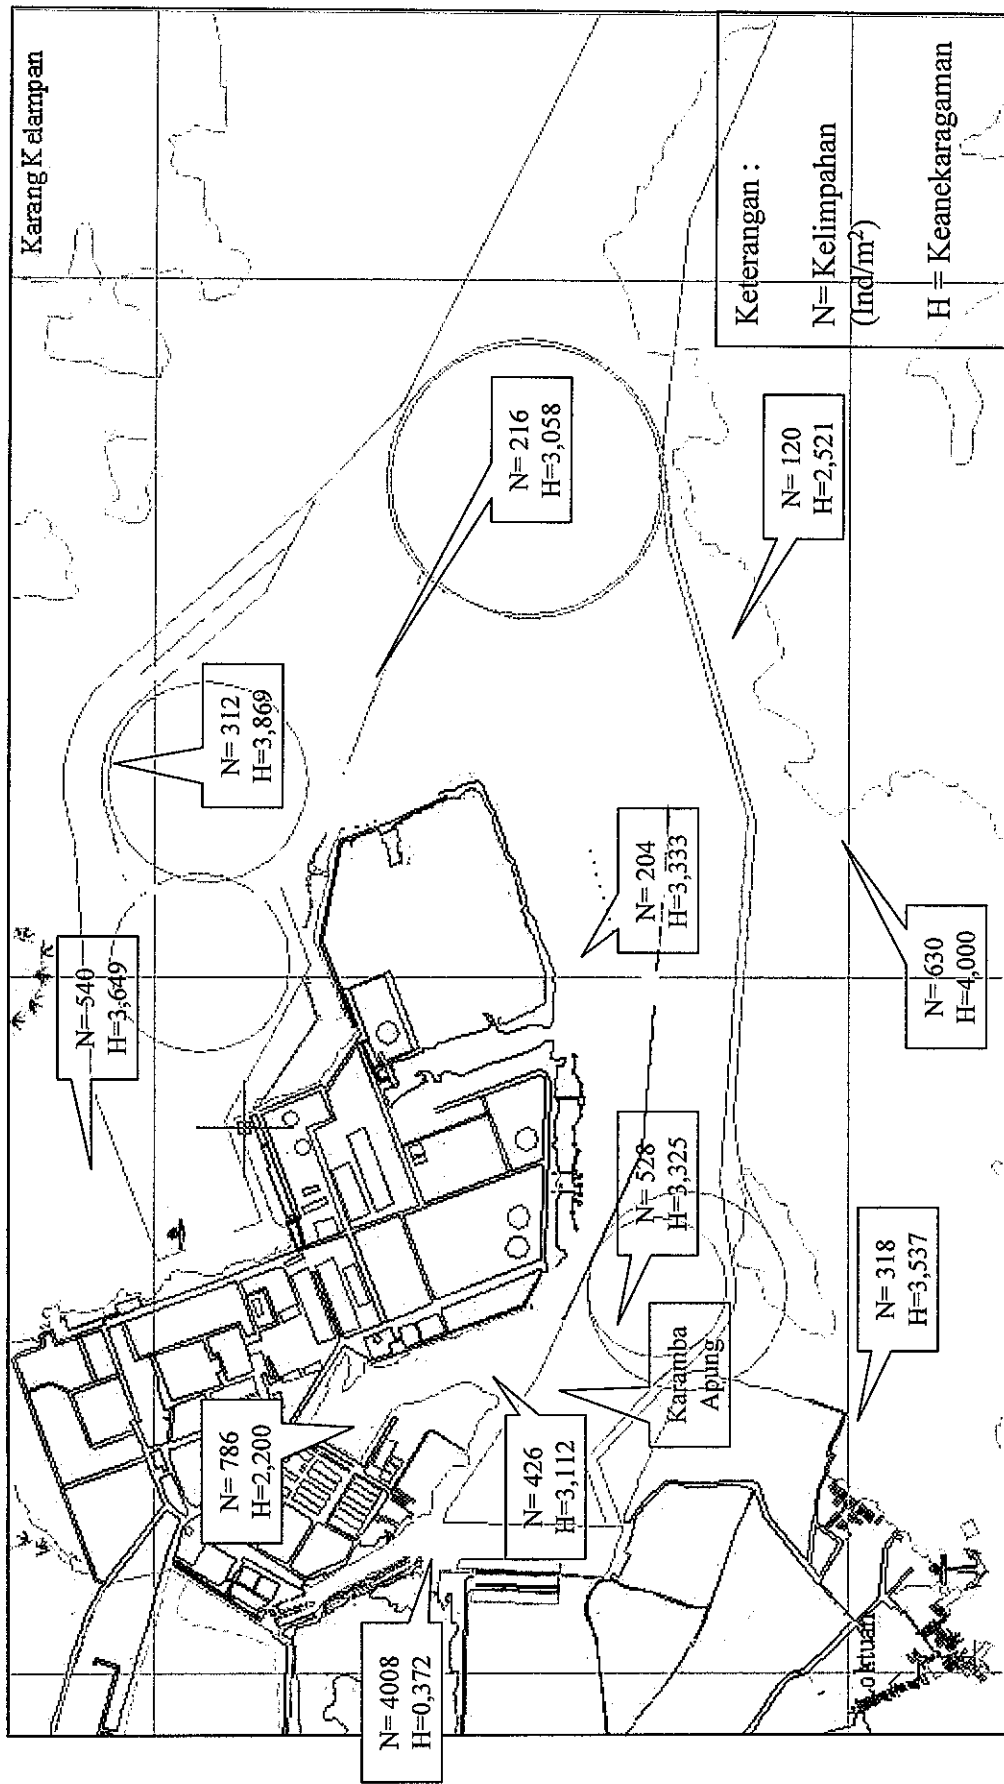 Karang Kelampan
N= 540
H=3,649
N= 312
H=3,869
N= 786
H=2,200
N= 4008
H=0,372
N= 216
H=3,058
N= 426
H=3,112
N= 204
H=3,333
N= 528
H=3,325
Karamba
Apung
N= 120
H=2,521
N= 318
H=3,537
N= 630
H=4,000
Loktuan
Keterangan :
N= Kelimpahan
(Ind/m²)
H = Keanekaragaman